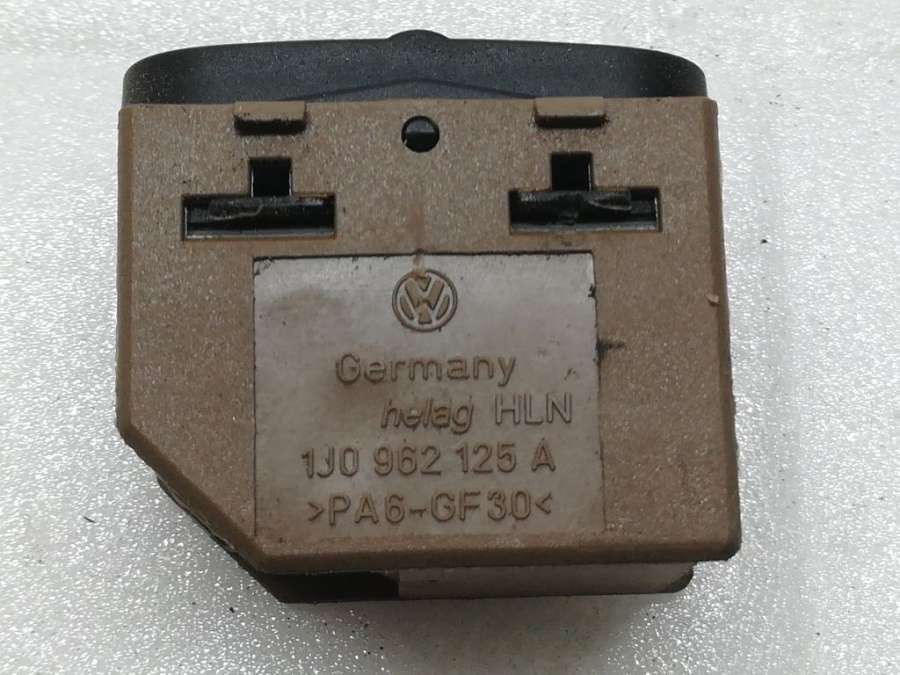 VW
Germany
helag HLN
1J0 962 125 A
>PA6-GF30<